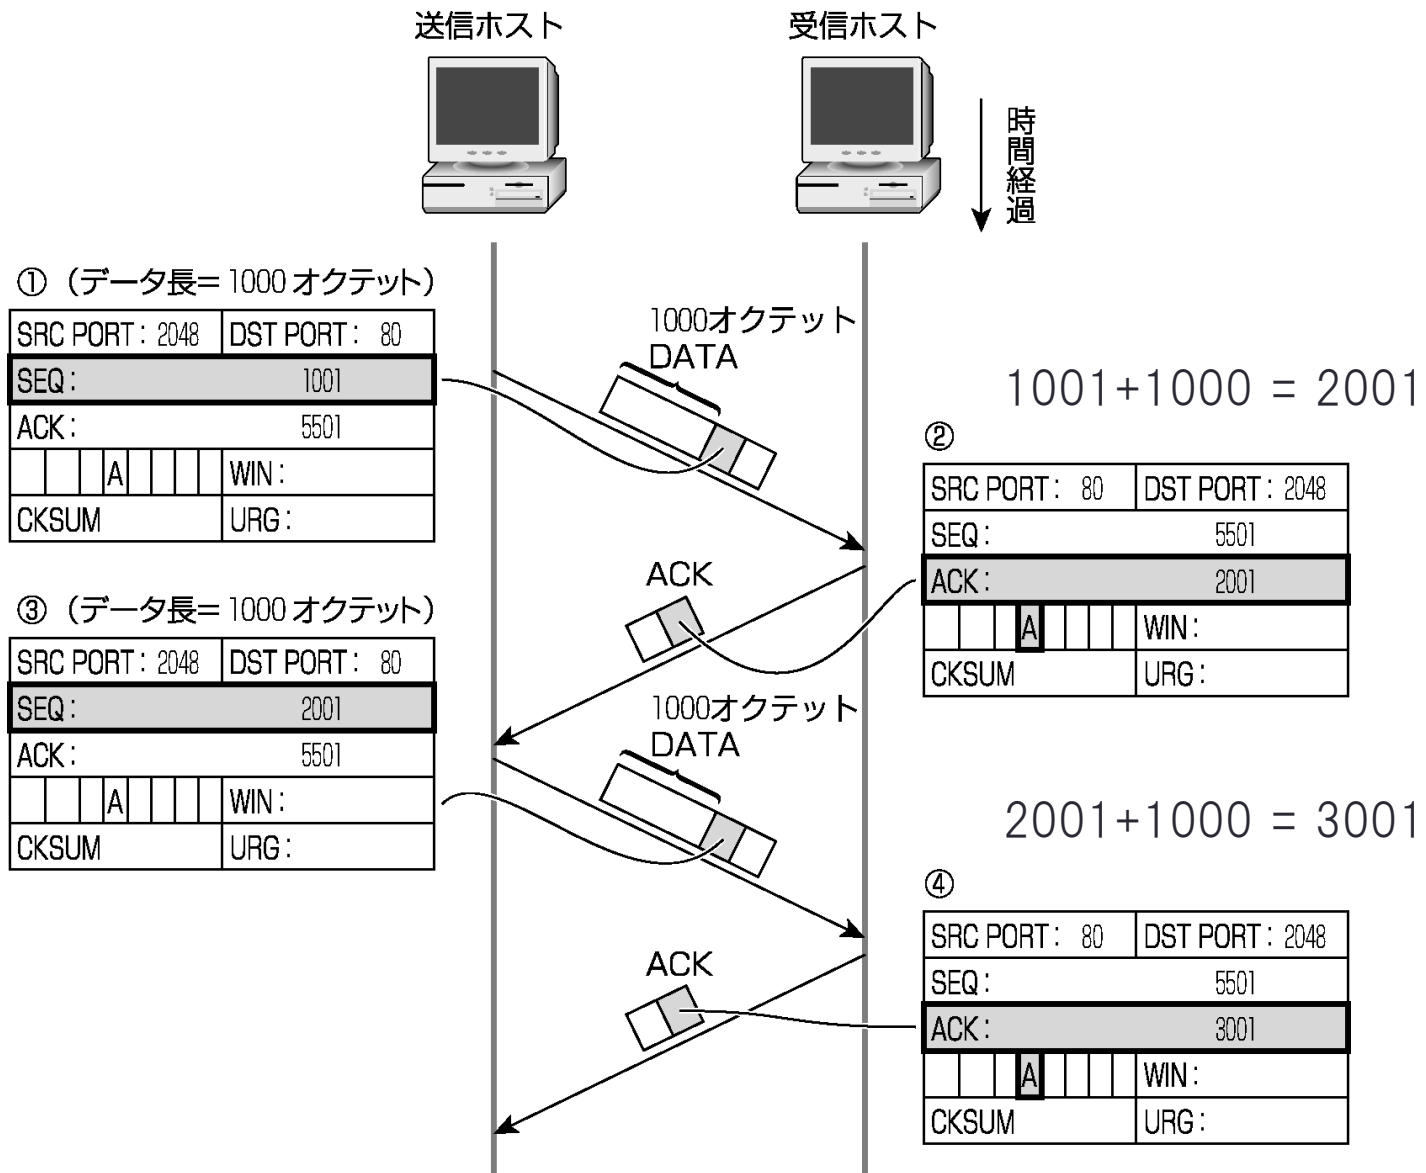 送信ホスト
受信ホスト
時間経過
① (データ長=1000オクテット)
SRC PORT: 2048 DST PORT: 80
SEQ: 1001
ACK: 5501
A WIN:
CKSUM URG:
1000オクテット
DATA
1001+1000 = 2001
②
SRC PORT: 80 DST PORT: 2048
SEQ: 5501
ACK: 2001
A WIN:
CKSUM URG:
ACK
③ (データ長=1000オクテット)
SRC PORT: 2048 DST PORT: 80
SEQ: 2001
ACK: 5501
A WIN:
CKSUM URG:
1000オクテット
DATA
2001+1000 = 3001
④
SRC PORT: 80 DST PORT: 2048
SEQ: 5501
ACK: 3001
A WIN:
CKSUM URG:
ACK